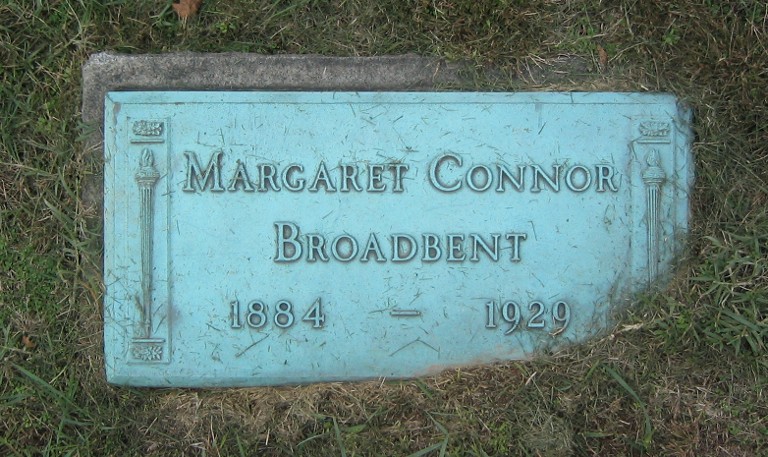 MARGARET CONNOR
BROADBENT
1884 – 1929